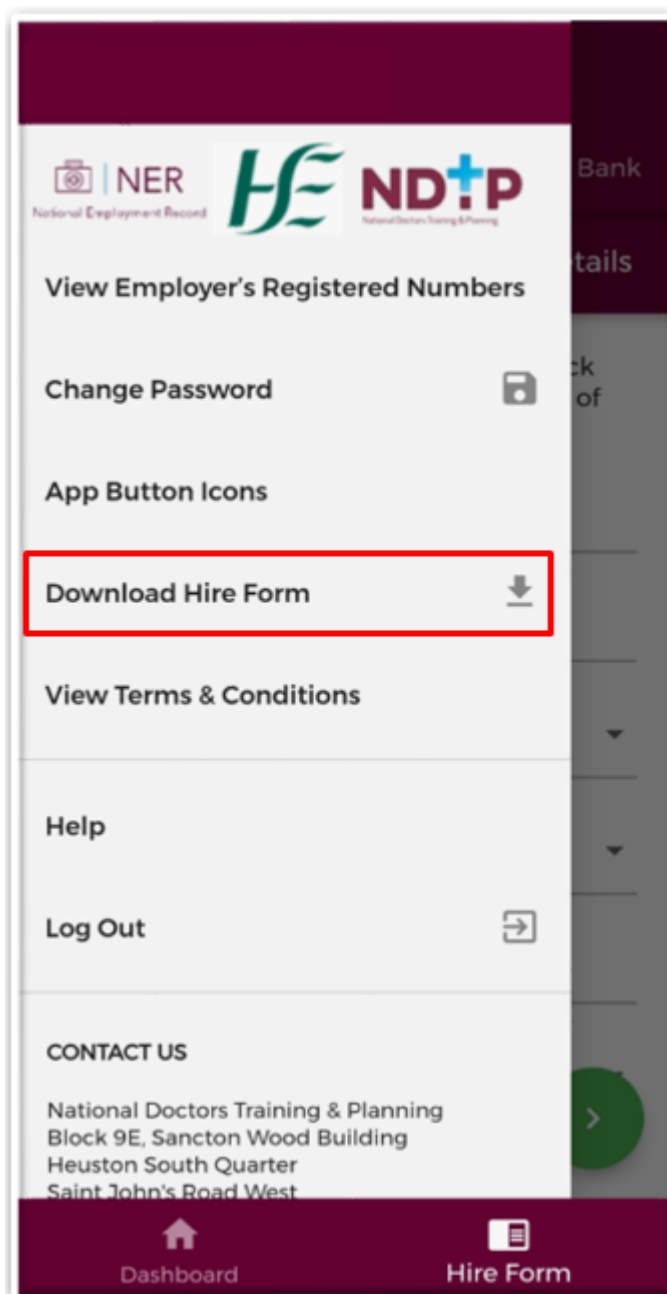 NER
National Employment Record
NDTP
National Doctors Training & Planning
Bank
tails
View Employer's Registered Numbers
ck
Change Password
of
App Button Icons
Download Hire Form
View Terms & Conditions
Help
Log Out
CONTACT US
National Doctors Training & Planning
Block 9E, Sancton Wood Building
Heuston South Quarter
Saint John's Road West
Dashboard
Hire Form